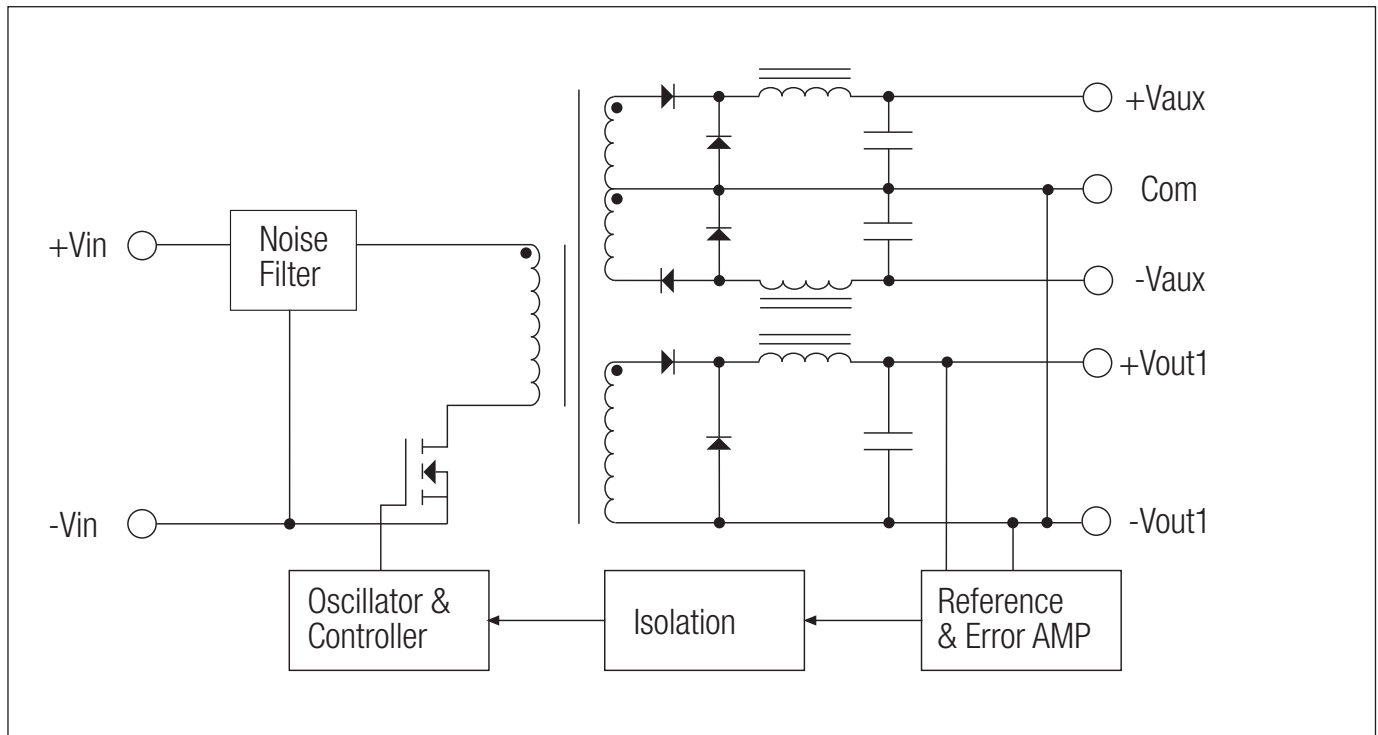 +Vaux
Com
-Vaux
+Vin
Noise
Filter
+Vout1
-Vin
-Vout1
Oscillator &
Controller
Isolation
Reference
& Error AMP